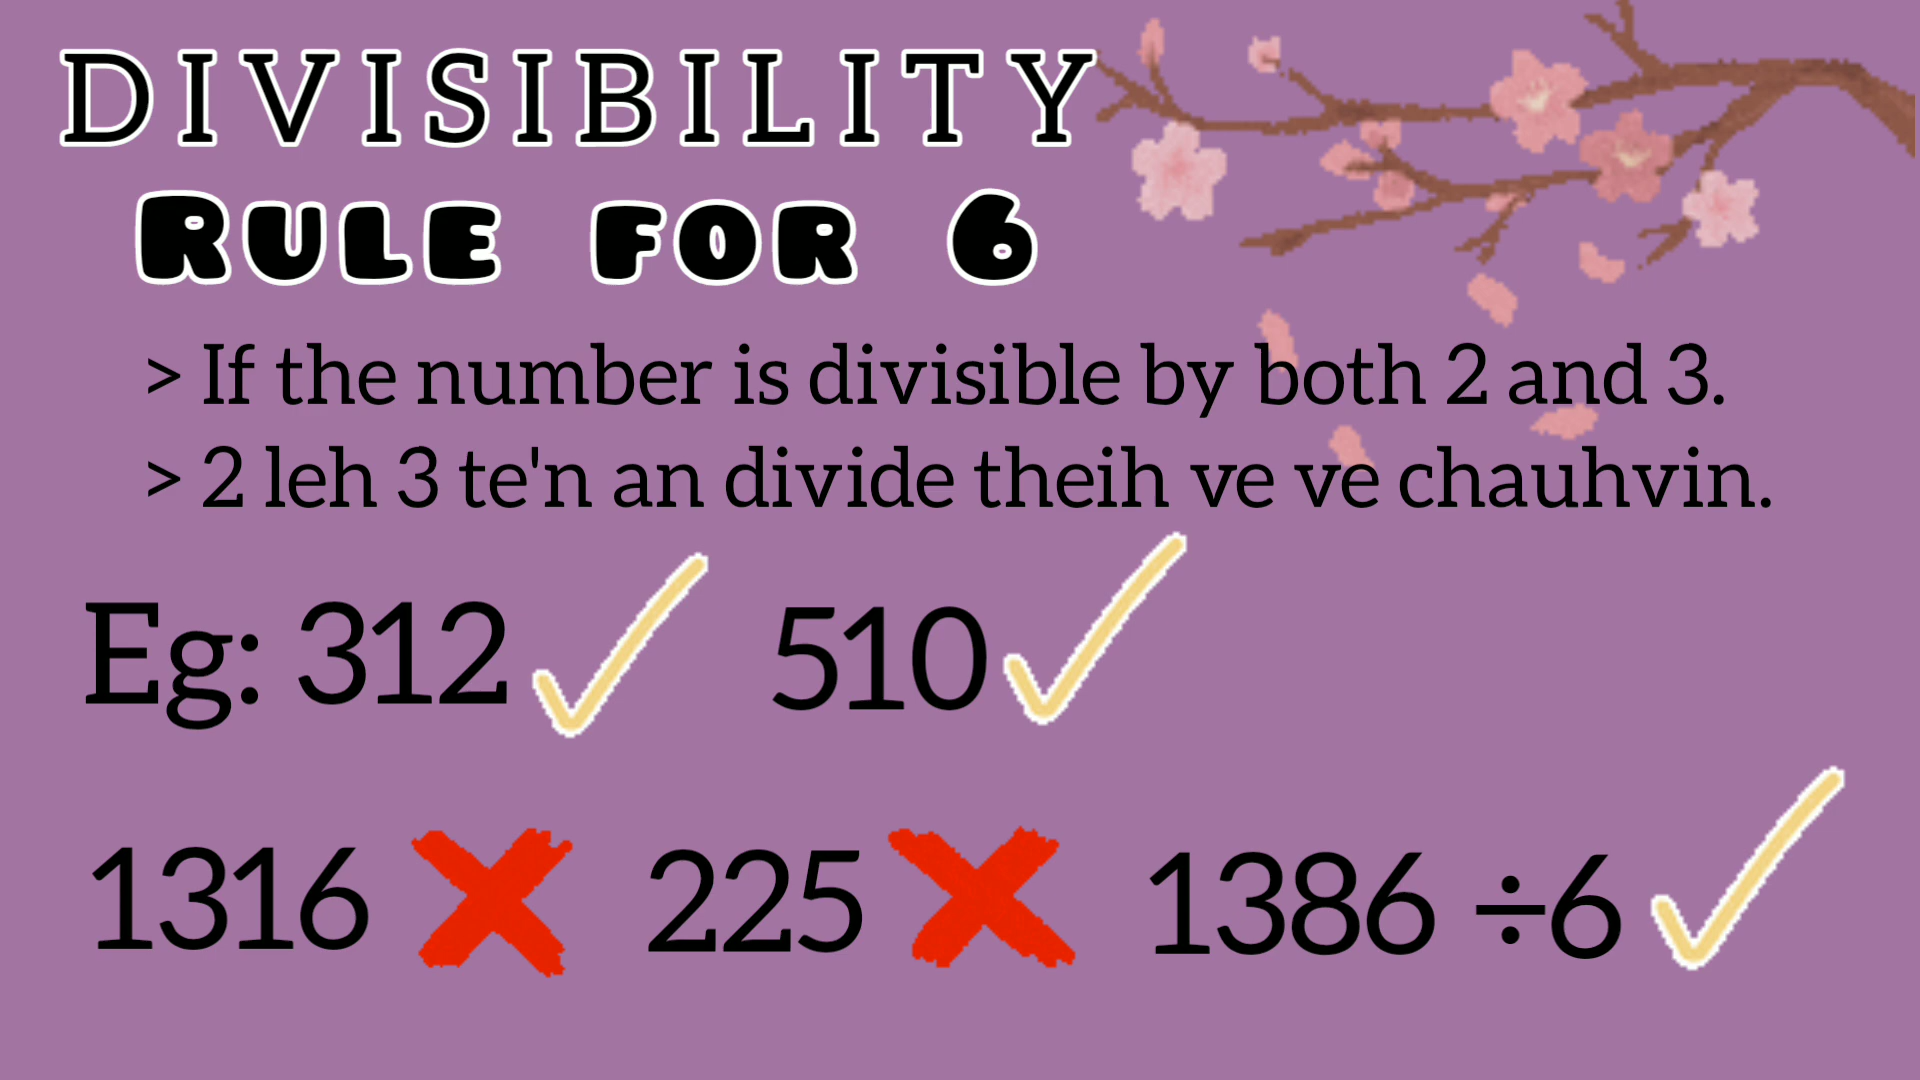 DIVISIBILITY
RULE FOR 6
> If the number is divisible by both 2 and 3.
> 2 leh 3 te'n an divide theih ve ve chauhvin.
Eg: 312 510
1316 225 1386 ÷6